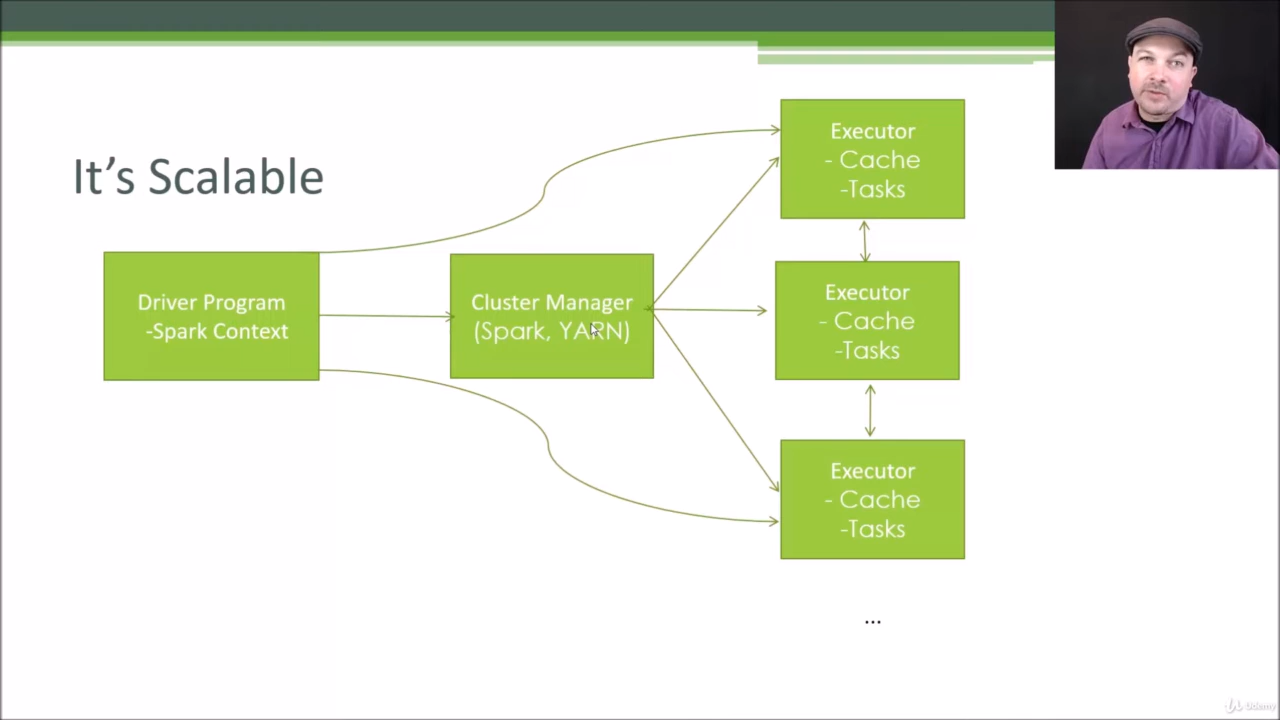 It's Scalable
Driver Program
-Spark Context
Cluster Manager
(Spark, YARN)
Executor
- Cache
-Tasks
Executor
- Cache
-Tasks
Executor
- Cache
-Tasks
...
Udemy